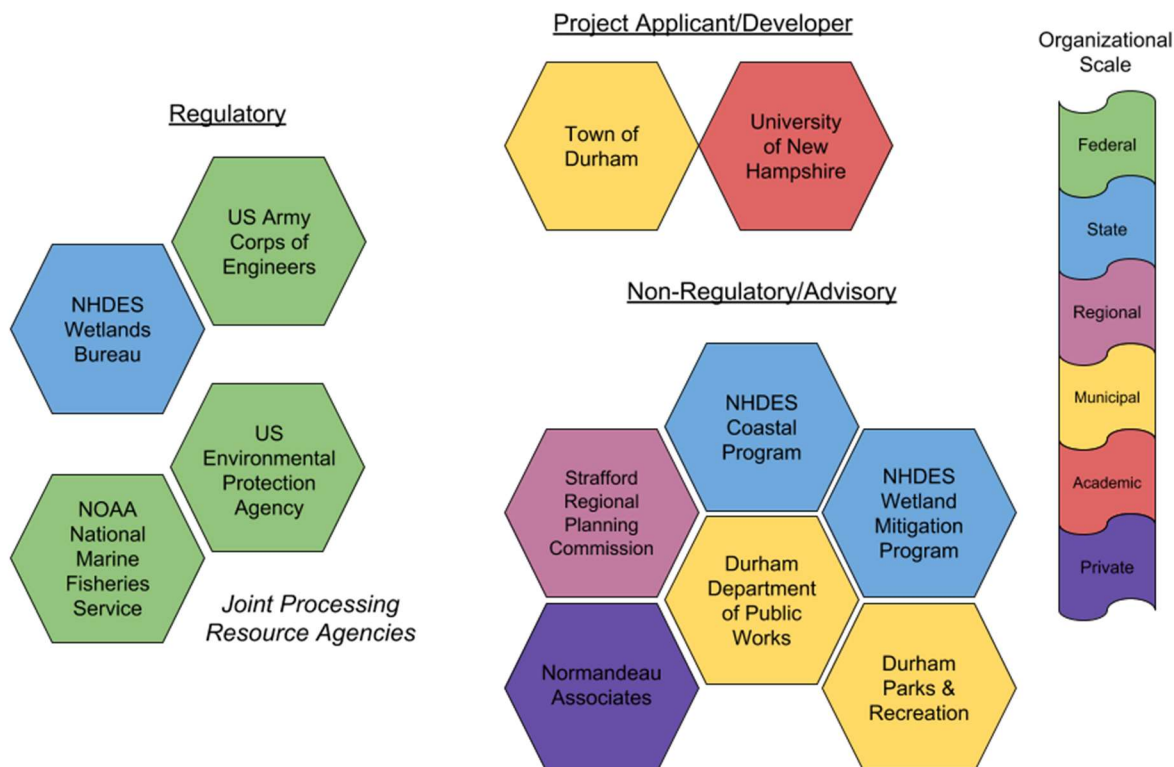 Project Applicant/Developer
Town of
Durham
University
of New
Hampshire
Regulatory
US Army
Corps of
Engineers
NHDES
Wetlands
Bureau
US
Environmental
Protection
Agency
NOAA
National
Marine
Fisheries
Service
Joint Processing
Resource Agencies
Non-Regulatory/Advisory
NHDES
Coastal
Program
Strafford
Regional
Planning
Commission
NHDES
Wetland
Mitigation
Program
Durham
Department
of Public
Works
Normandeau
Associates
Durham
Parks &
Recreation
Organizational
Scale
Federal
State
Regional
Municipal
Academic
Private